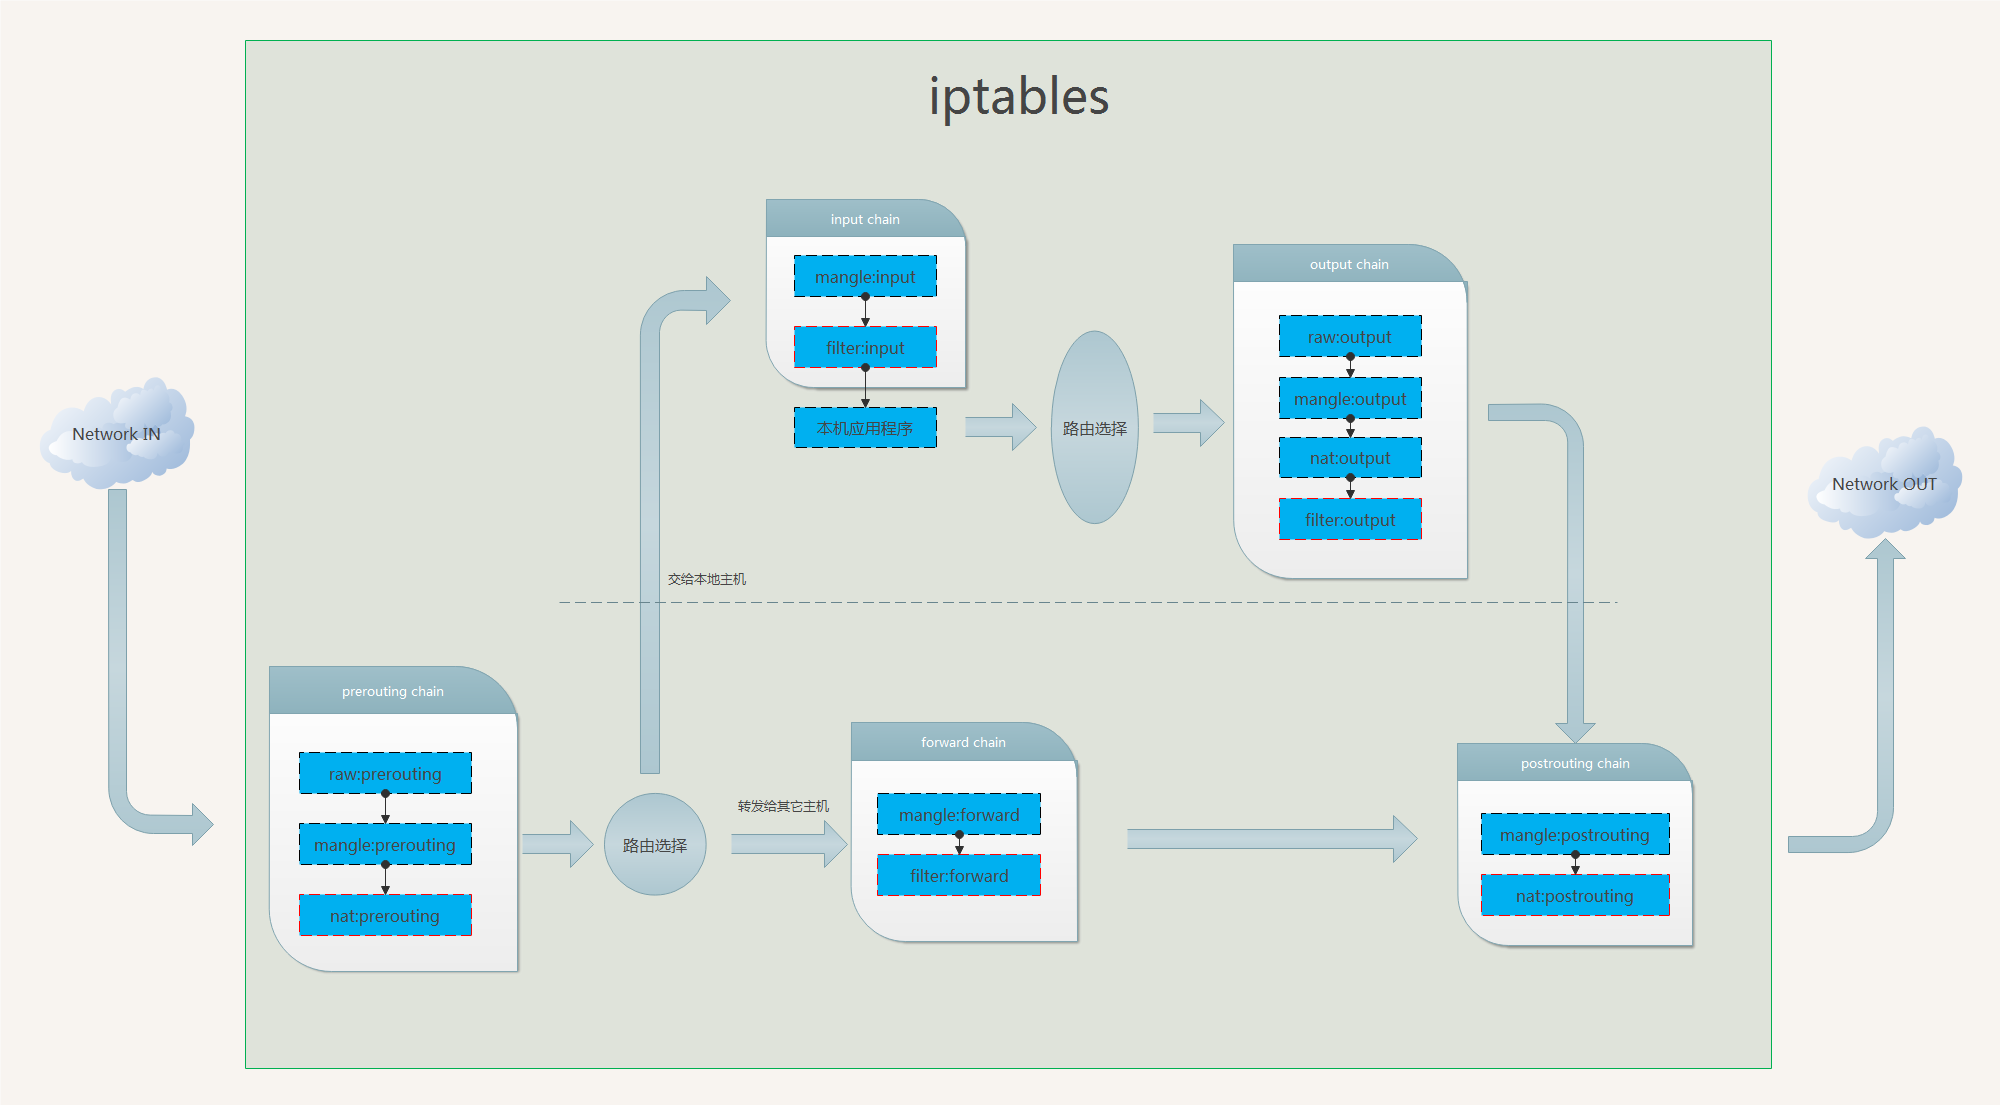 iptables
input chain
mangle:input
filter:input
本机应用程序
路由选择
output chain
raw:output
mangle:output
nat:output
filter:output
Network IN
Network OUT
交给本地主机
prerouting chain
raw:prerouting
mangle:prerouting
nat:prerouting
路由选择
转发给其它主机
forward chain
mangle:forward
filter:forward
postrouting chain
mangle:postrouting
nat:postrouting